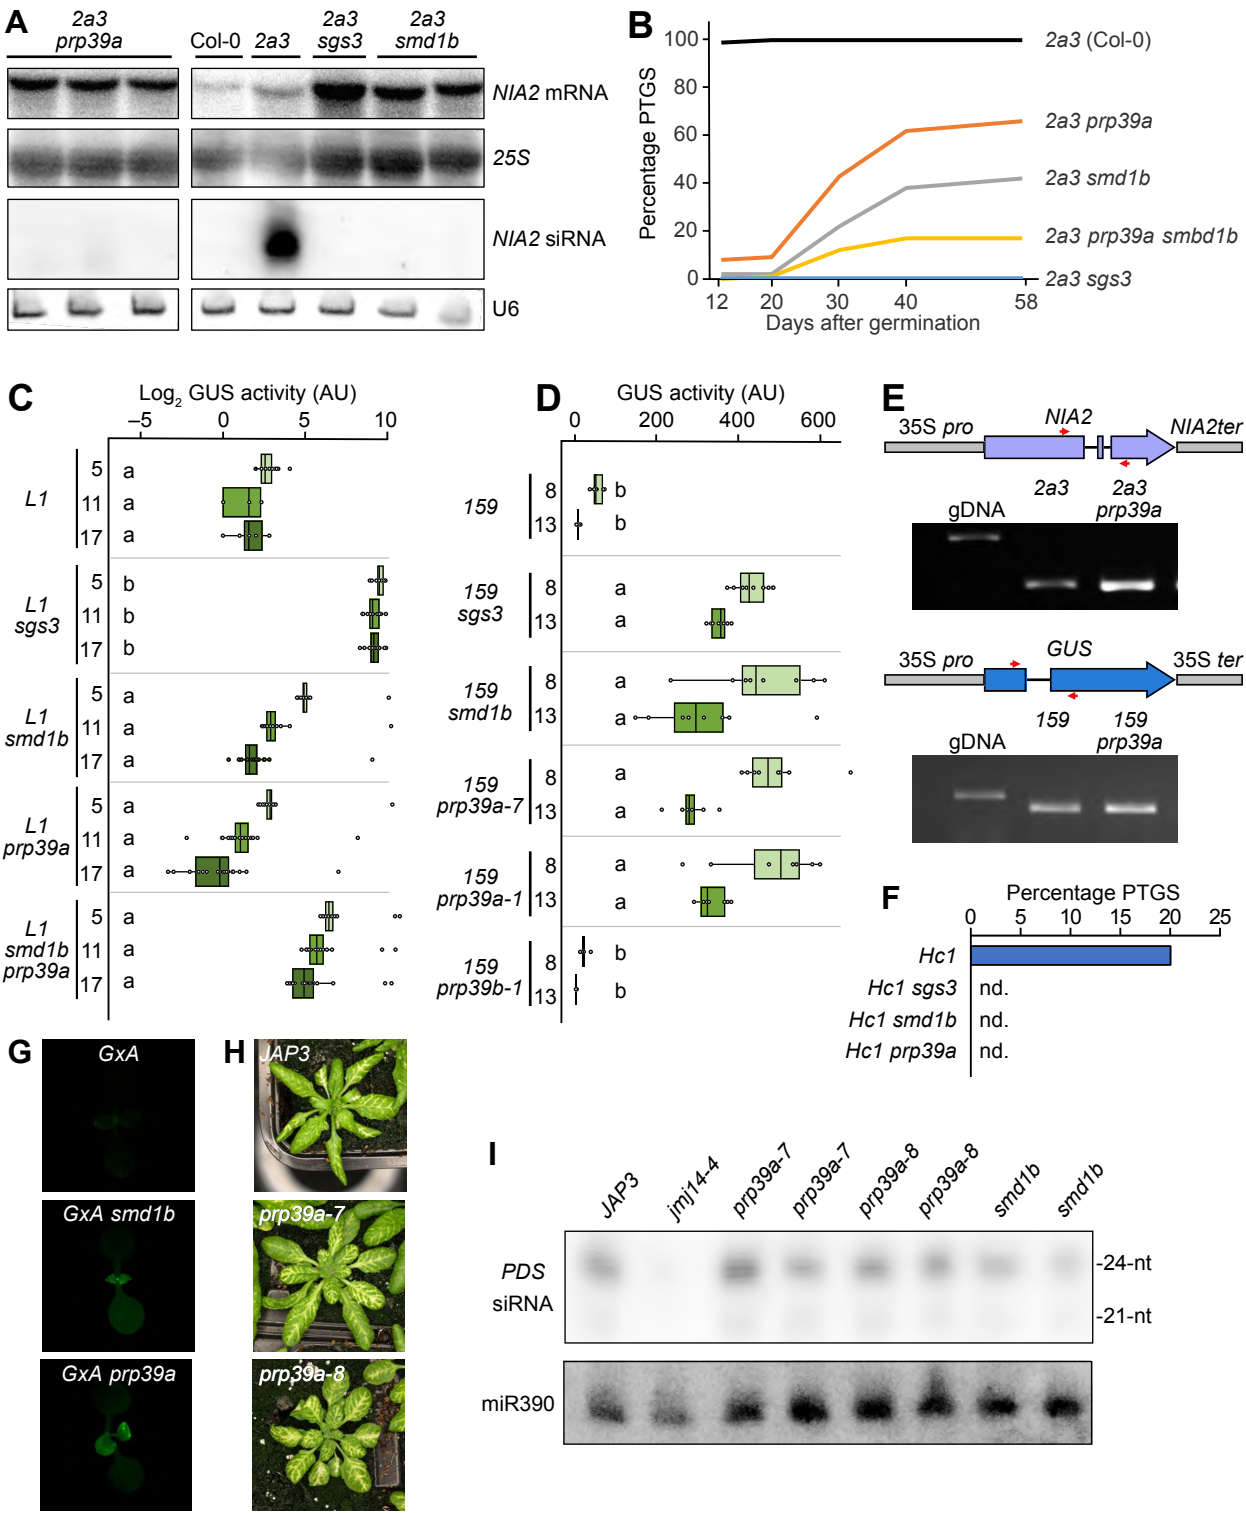 A
2a3
prp39a
Col-0
2a3
2a3
sgs3
2a3
smd1b
NIA2 mRNA
25S
NIA2 siRNA
U6
B
Percentage PTGS
100
80
60
40
20
0
12 20 30 40 58
Days after germination
2a3 (Col-0)
2a3 prp39a
2a3 smd1b
2a3 prp39a smbd1b
2a3 sgs3
C
Log2 GUS activity (AU)
−5 0 5 10
L1
5 a
11 a
17 a
L1
sgs3
5 b
11 b
17 b
L1
smd1b
5 a
11 a
17 a
L1
prp39a
5 a
11 a
17 a
L1
smd1b
prp39a
5 a
11 a
17 a
D
GUS activity (AU)
0 200 400 600
159
8 b
13 b
159
sgs3
8 a
13 a
159
smd1b
8 a
13 a
159
prp39a-7
8 a
13 a
159
prp39a-1
8 a
13 a
159
prp39b-1
8 b
13 b
E
35S pro NIA2 NIA2ter
gDNA
2a3
2a3
prp39a
35S pro GUS 35S ter
gDNA
159
159
prp39a
F
Percentage PTGS
0 5 10 15 20 25
Hc1
Hc1 sgs3 nd.
Hc1 smd1b nd.
Hc1 prp39a nd.
G
GxA
GxA smd1b
GxA prp39a
H
JAP3
prp39a-7
prp39a-8
I
JAP3
jmj14-4
prp39a-7
prp39a-7
prp39a-8
prp39a-8
smd1b
smd1b
PDS
siRNA
-24-nt
-21-nt
miR390